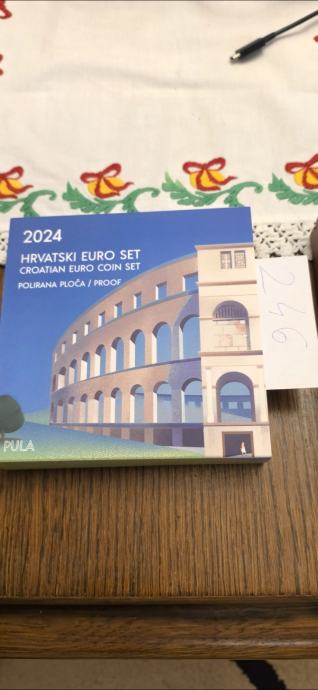 2024
HRVATSKI EURO SET
CROATIAN EURO COIN SET
POLIRANA PLOČA / PROOF
246
PULA